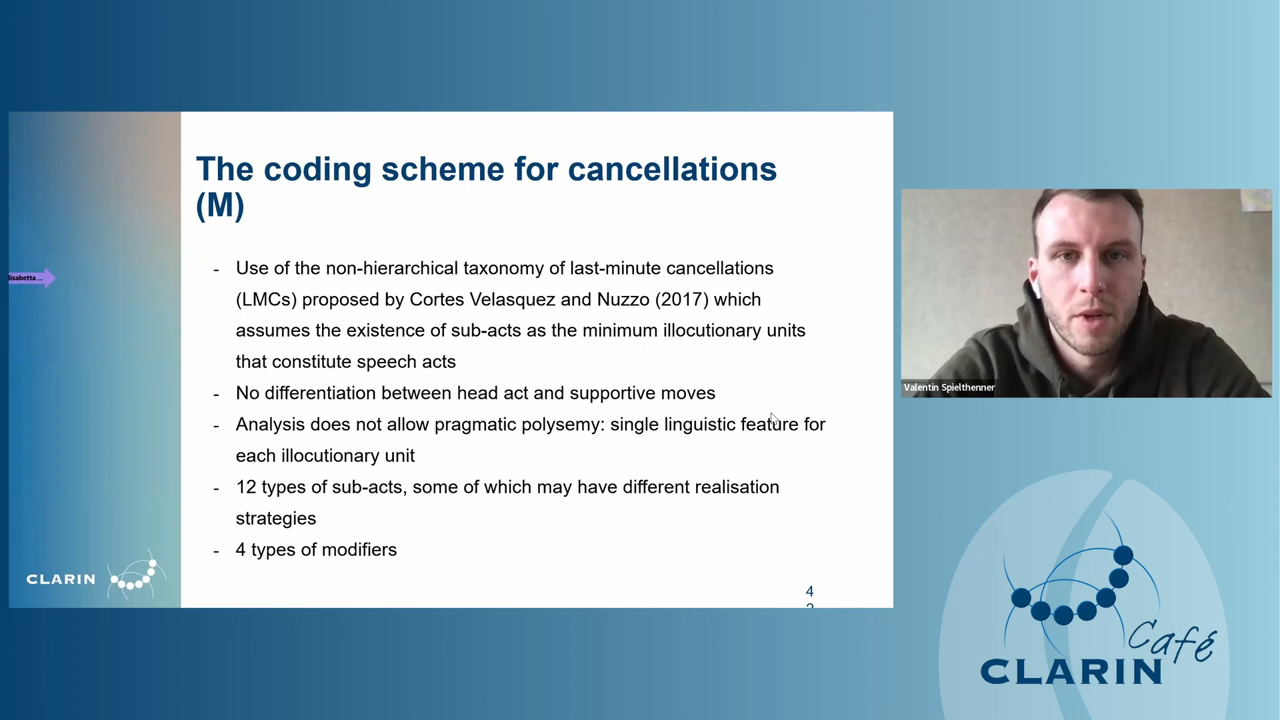 The coding scheme for cancellations
(M)
- Use of the non-hierarchical taxonomy of last-minute cancellations
(LMCs) proposed by Cortes Velasquez and Nuzzo (2017) which
assumes the existence of sub-acts as the minimum illocutionary units
that constitute speech acts
- No differentiation between head act and supportive moves
- Analysis does not allow pragmatic polysemy: single linguistic feature for
each illocutionary unit
- 12 types of sub-acts, some of which may have different realisation
strategies
- 4 types of modifiers
CLARIN
4
Valentin Spielthenner
Café
CLARIN